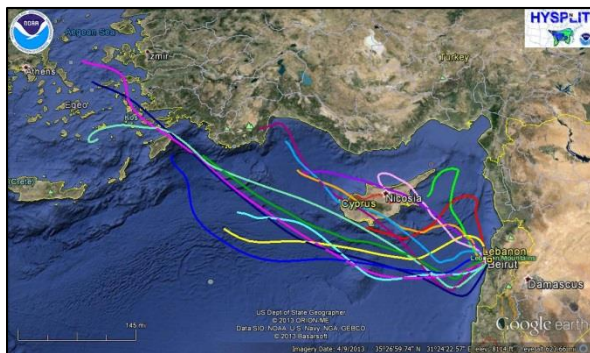 NOAA
HYSPLIT
Aegean Sea
Izmir
Turkey
Athens
Egeo
Kos
Crete
Nicosia
Cyprus
Lebanon
Beirut
Damascus
US Dept of State Geographer
© 2013 ORION-ME
Data SIO, NOAA, U.S. Navy, NGA, GEBCO
© 2013 Basarsoft
145 mi
Google earth
Imagery Date: 4/9/2013